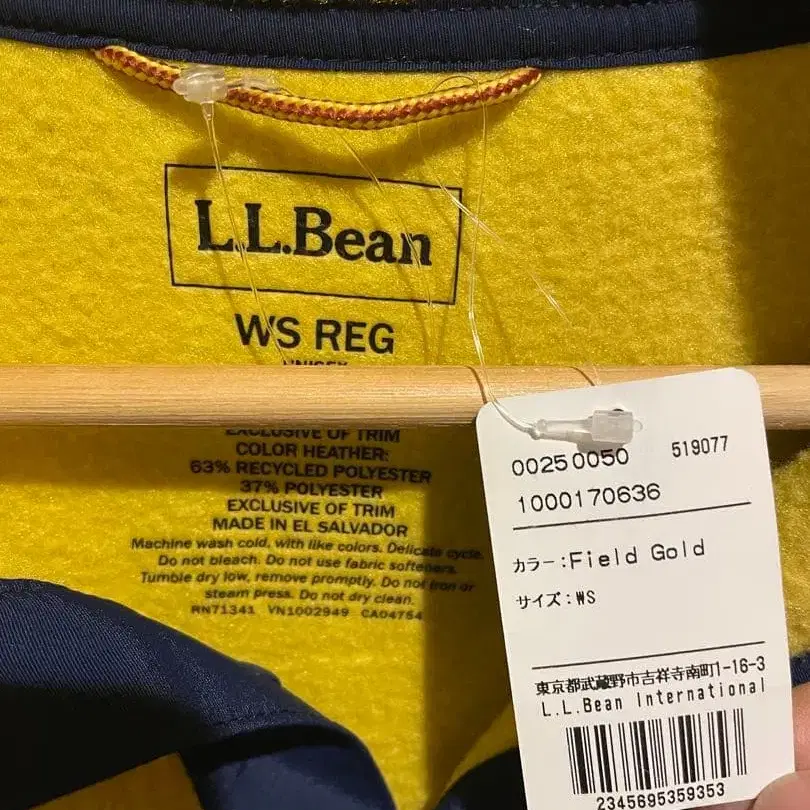 L.L.Bean
WS REG
UNISEX
EXCLUSIVE OF TRIM
COLOR HEATHER:
63% RECYCLED POLYESTER
37% POLYESTER
EXCLUSIVE OF TRIM
MADE IN EL SALVADOR
Machine wash cold, with like colors. Delicate cycle.
Do not bleach. Do not use fabric softeners.
Tumble dry low, remove promptly. Do not iron or
steam press. Do not dry clean.
RN71341 VN1002949 CA04754
00250050 519077
1000170636
カラー:Field Gold
サイズ:WS
東京都武蔵野市吉祥寺南町1-16-3
L.L.Bean International
2345695359353